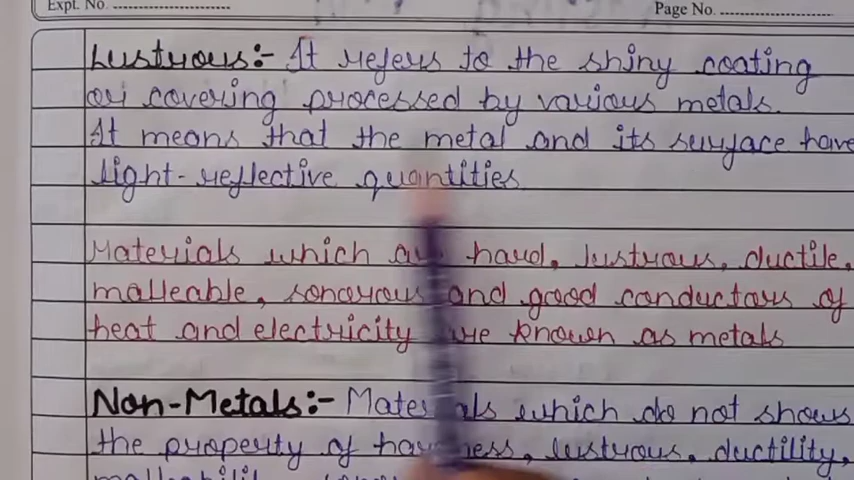 Expt. No.
Page No.
Lustrous:- It refers to the shiny coating
or covering processed by various metals.
It means that the metal and its surface have
light-reflective quantities
Materials which hard, lustrous, ductile,
malleable, sonorous and good conductors of
heat and electricity are known as metals
Non-Metals:- Materials which do not shows
the property of hardness, lustrous, ductility,